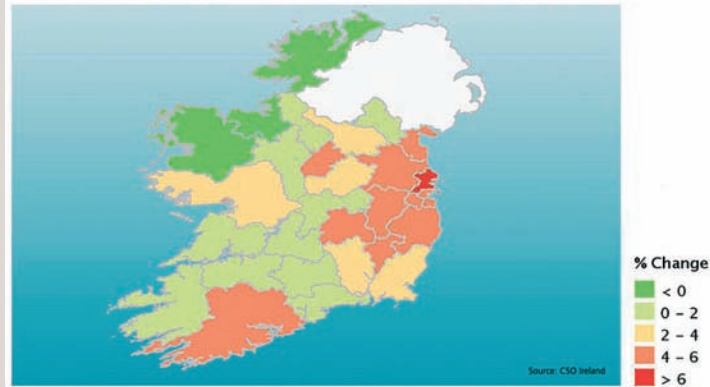 % Change
< 0
0 – 2
2 – 4
4 – 6
> 6
Source: CSO Ireland